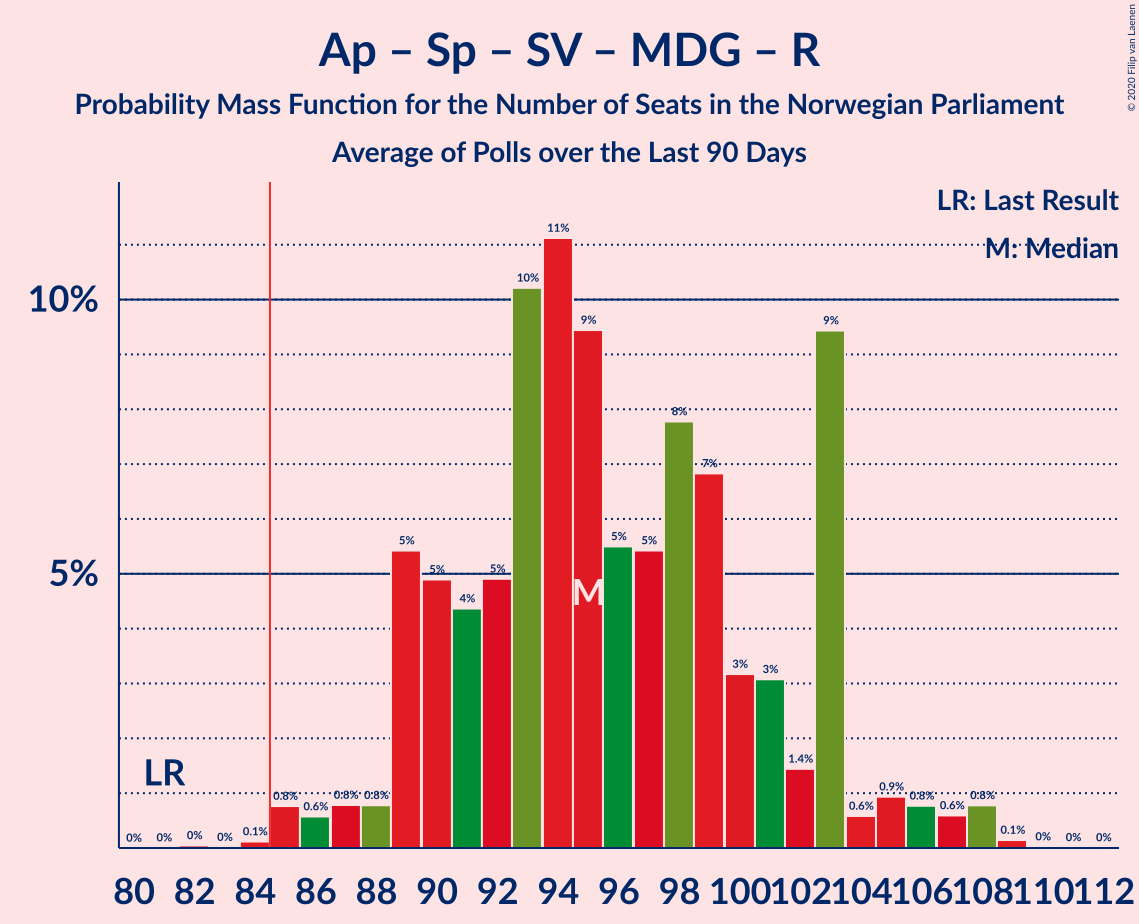 Ap – Sp – SV – MDG – R
Probability Mass Function for the Number of Seats in the Norwegian Parliament
Average of Polls over the Last 90 Days
© 2020 Filip van Laenen
LR: Last Result
M: Median
10%
5%
LR
M
0% 0% 0% 0% 0.1% 0.8% 0.6% 0.8% 0.8% 5% 5% 4% 5% 10% 11% 9% 5% 5% 8% 7% 3% 3% 1.4% 9% 0.6% 0.9% 0.8% 0.6% 0.8% 0.1% 0% 0% 0%
80 82 84 86 88 90 92 94 96 98 100 102 104 106 108 110 112